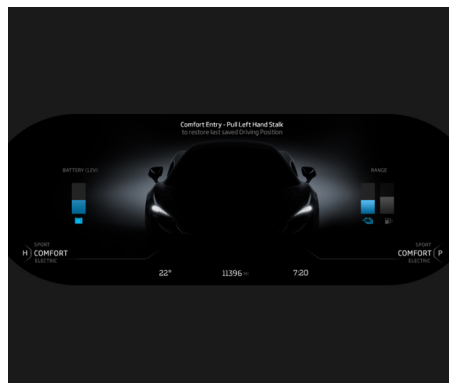 Comfort Entry - Pull Left Hand Stalk
to restore last saved Driving Position
BATTERY (12V)
RANGE
SPORT
H COMFORT
ELECTRIC
SPORT
COMFORT P
ELECTRIC
22°
11396
7:20